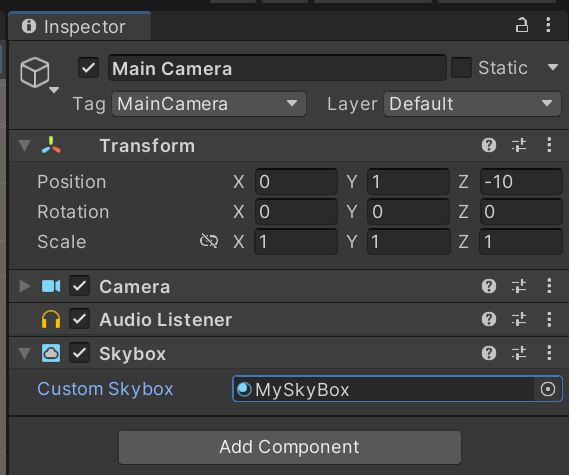 Inspector
Main Camera Static
Tag MainCamera Layer Default
Transform
Position X 0 Y 1 Z -10
Rotation X 0 Y 0 Z 0
Scale X 1 Y 1 Z 1
Camera
Audio Listener
Skybox
Custom Skybox MySkyBox
Add Component